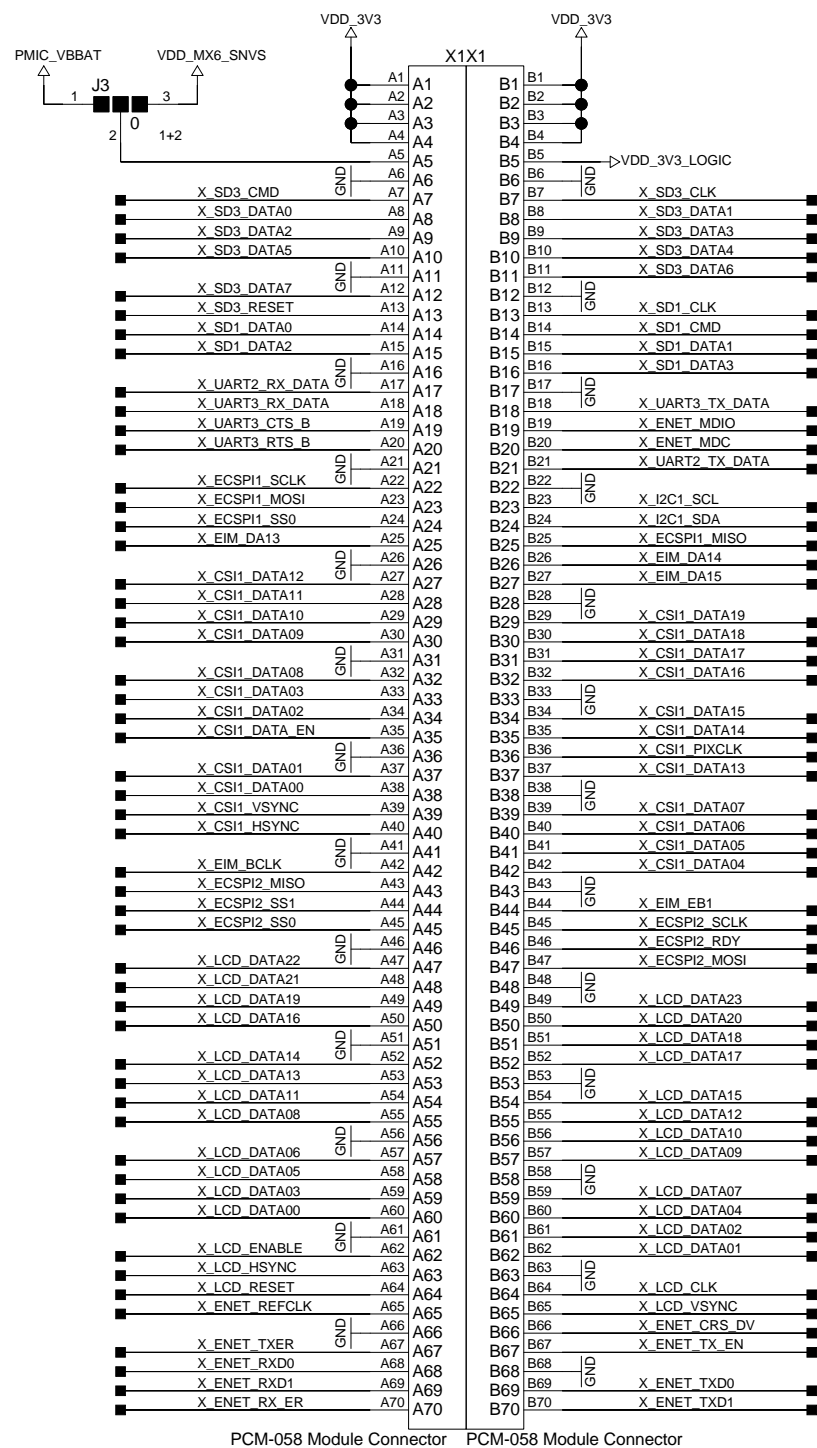 VDD_3V3 VDD_3V3
PMIC_VBBAT VDD_MX6_SNVS
X1X1
J3
1 3
0
2 1+2
A1 A1 B1 B1
A2 A2 B2 B2
A3 A3 B3 B3
A4 A4 B4 B4
A5 A5 B5 B5 VDD_3V3_LOGIC
GND A6 A6 B6 B6 GND
X_SD3_CMD A7 A7 B7 B7 X_SD3_CLK
X_SD3_DATA0 A8 A8 B8 B8 X_SD3_DATA1
X_SD3_DATA2 A9 A9 B9 B9 X_SD3_DATA3
X_SD3_DATA5 A10 A10 B10 B10 X_SD3_DATA4
GND A11 A11 B11 B11 X_SD3_DATA6
X_SD3_DATA7 A12 A12 B12 B12 GND
X_SD3_RESET A13 A13 B13 B13 X_SD1_CLK
X_SD1_DATA0 A14 A14 B14 B14 X_SD1_CMD
X_SD1_DATA2 A15 A15 B15 B15 X_SD1_DATA1
GND A16 A16 B16 B16 X_SD1_DATA3
X_UART2_RX_DATA A17 A17 B17 B17 GND
X_UART3_RX_DATA A18 A18 B18 B18 X_UART3_TX_DATA
X_UART3_CTS_B A19 A19 B19 B19 X_ENET_MDIO
X_UART3_RTS_B A20 A20 B20 B20 X_ENET_MDC
GND A21 A21 B21 B21 X_UART2_TX_DATA
X_ECSPI1_SCLK A22 A22 B22 B22 GND
X_ECSPI1_MOSI A23 A23 B23 B23 X_I2C1_SCL
X_ECSPI1_SS0 A24 A24 B24 B24 X_I2C1_SDA
X_EIM_DA13 A25 A25 B25 B25 X_ECSPI1_MISO
GND A26 A26 B26 B26 X_EIM_DA14
X_CSI1_DATA12 A27 A27 B27 B27 X_EIM_DA15
X_CSI1_DATA11 A28 A28 B28 B28 GND
X_CSI1_DATA10 A29 A29 B29 B29 X_CSI1_DATA19
X_CSI1_DATA09 A30 A30 B30 B30 X_CSI1_DATA18
GND A31 A31 B31 B31 X_CSI1_DATA17
X_CSI1_DATA08 A32 A32 B32 B32 X_CSI1_DATA16
X_CSI1_DATA03 A33 A33 B33 B33 GND
X_CSI1_DATA02 A34 A34 B34 B34 X_CSI1_DATA15
X_CSI1_DATA_EN A35 A35 B35 B35 X_CSI1_DATA14
GND A36 A36 B36 B36 X_CSI1_PIXCLK
X_CSI1_DATA01 A37 A37 B37 B37 X_CSI1_DATA13
X_CSI1_DATA00 A38 A38 B38 B38 GND
X_CSI1_VSYNC A39 A39 B39 B39 X_CSI1_DATA07
X_CSI1_HSYNC A40 A40 B40 B40 X_CSI1_DATA06
GND A41 A41 B41 B41 X_CSI1_DATA05
X_EIM_BCLK A42 A42 B42 B42 X_CSI1_DATA04
X_ECSPI2_MISO A43 A43 B43 B43 GND
X_ECSPI2_SS1 A44 A44 B44 B44 X_EIM_EB1
X_ECSPI2_SS0 A45 A45 B45 B45 X_ECSPI2_SCLK
GND A46 A46 B46 B46 X_ECSPI2_RDY
X_LCD_DATA22 A47 A47 B47 B47 X_ECSPI2_MOSI
X_LCD_DATA21 A48 A48 B48 B48 GND
X_LCD_DATA19 A49 A49 B49 B49 X_LCD_DATA23
X_LCD_DATA16 A50 A50 B50 B50 X_LCD_DATA20
GND A51 A51 B51 B51 X_LCD_DATA18
X_LCD_DATA14 A52 A52 B52 B52 X_LCD_DATA17
X_LCD_DATA13 A53 A53 B53 B53 GND
X_LCD_DATA11 A54 A54 B54 B54 X_LCD_DATA15
X_LCD_DATA08 A55 A55 B55 B55 X_LCD_DATA12
GND A56 A56 B56 B56 X_LCD_DATA10
X_LCD_DATA06 A57 A57 B57 B57 X_LCD_DATA09
X_LCD_DATA05 A58 A58 B58 B58 GND
X_LCD_DATA03 A59 A59 B59 B59 X_LCD_DATA07
X_LCD_DATA00 A60 A60 B60 B60 X_LCD_DATA04
GND A61 A61 B61 B61 X_LCD_DATA02
X_LCD_ENABLE A62 A62 B62 B62 X_LCD_DATA01
X_LCD_HSYNC A63 A63 B63 B63 GND
X_LCD_RESET A64 A64 B64 B64 X_LCD_CLK
X_ENET_REFCLK A65 A65 B65 B65 X_LCD_VSYNC
GND A66 A66 B66 B66 X_ENET_CRS_DV
X_ENET_TXER A67 A67 B67 B67 X_ENET_TX_EN
X_ENET_RXD0 A68 A68 B68 B68 GND
X_ENET_RXD1 A69 A69 B69 B69 X_ENET_TXD0
X_ENET_RX_ER A70 A70 B70 B70 X_ENET_TXD1
PCM-058 Module Connector PCM-058 Module Connector